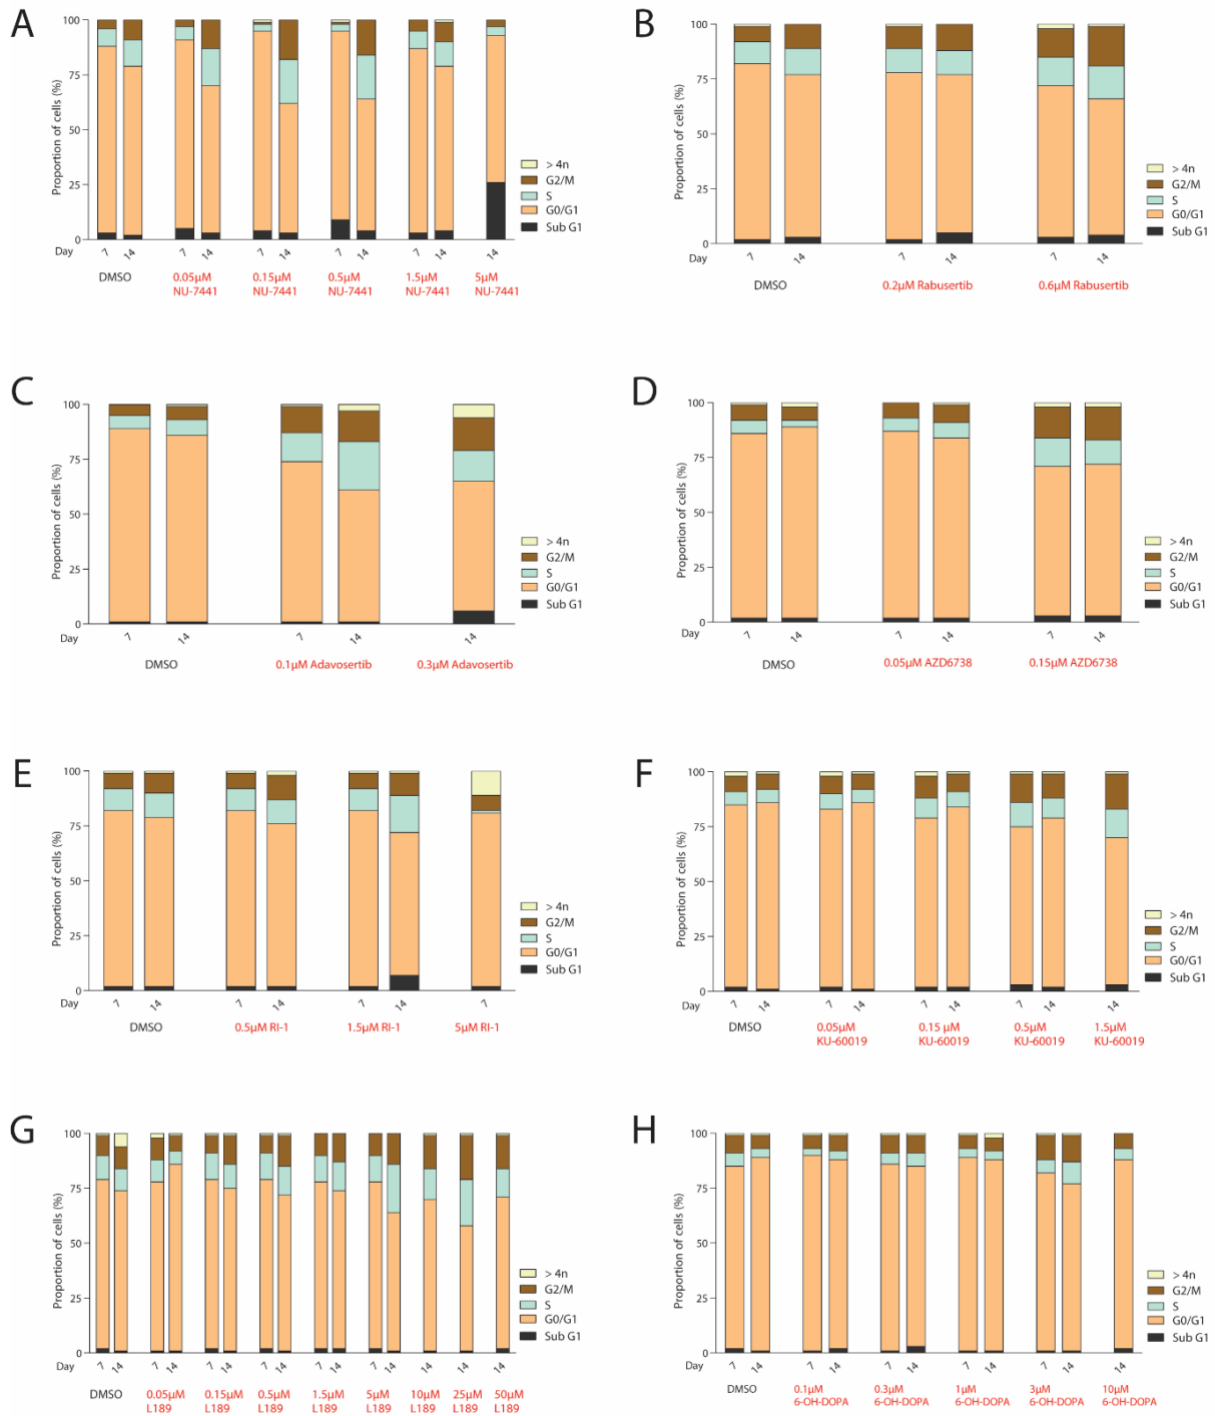 A
Proportion of cells (%)
100
75
50
25
0
> 4n
G2/M
S
G0/G1
Sub G1
Day 7 14 7 14 7 14 7 14 7 14 14
DMSO 0.05μM 0.15μM 0.5μM 1.5μM 5μM
NU-7441 NU-7441 NU-7441 NU-7441 NU-7441
B
Proportion of cells (%)
100
75
50
25
0
> 4n
G2/M
S
G0/G1
Sub G1
Day 7 14 7 14 7 14
DMSO 0.2μM Rabusertib 0.6μM Rabusertib
C
Proportion of cells (%)
100
75
50
25
0
> 4n
G2/M
S
G0/G1
Sub G1
Day 7 14 7 14 14
DMSO 0.1μM Adavosertib 0.3μM Adavosertib
D
Proportion of cells (%)
100
75
50
25
0
> 4n
G2/M
S
G0/G1
Sub G1
Day 7 14 7 14 7 14
DMSO 0.05μM AZD6738 0.15μM AZD6738
E
Proportion of cells (%)
100
75
50
25
0
> 4n
G2/M
S
G0/G1
Sub G1
Day 7 14 7 14 7 14 7
DMSO 0.5μM RI-1 1.5μM RI-1 5μM RI-1
F
Proportion of cells (%)
100
75
50
25
0
> 4n
G2/M
S
G0/G1
Sub G1
Day 7 14 7 14 7 14 7 14 14
DMSO 0.05μM 0.15 μM 0.5μM 1.5μM
KU-60019 KU-60019 KU-60019 KU-60019
G
Proportion of cells (%)
100
75
50
25
0
> 4n
G2/M
S
G0/G1
Sub G1
Day 7 14 7 14 7 14 7 14 7 14 7 14 14 14 14
DMSO 0.05μM 0.15μM 0.5μM 1.5μM 5μM 10μM 25μM 50μM
L189 L189 L189 L189 L189 L189 L189 L189
H
Proportion of cells (%)
100
75
50
25
0
> 4n
G2/M
S
G0/G1
Sub G1
Day 7 14 7 14 7 14 7 14 7 14 14
DMSO 0.1μM 0.3μM 1μM 3μM 10μM
6-OH-DOPA 6-OH-DOPA 6-OH-DOPA 6-OH-DOPA 6-OH-DOPA